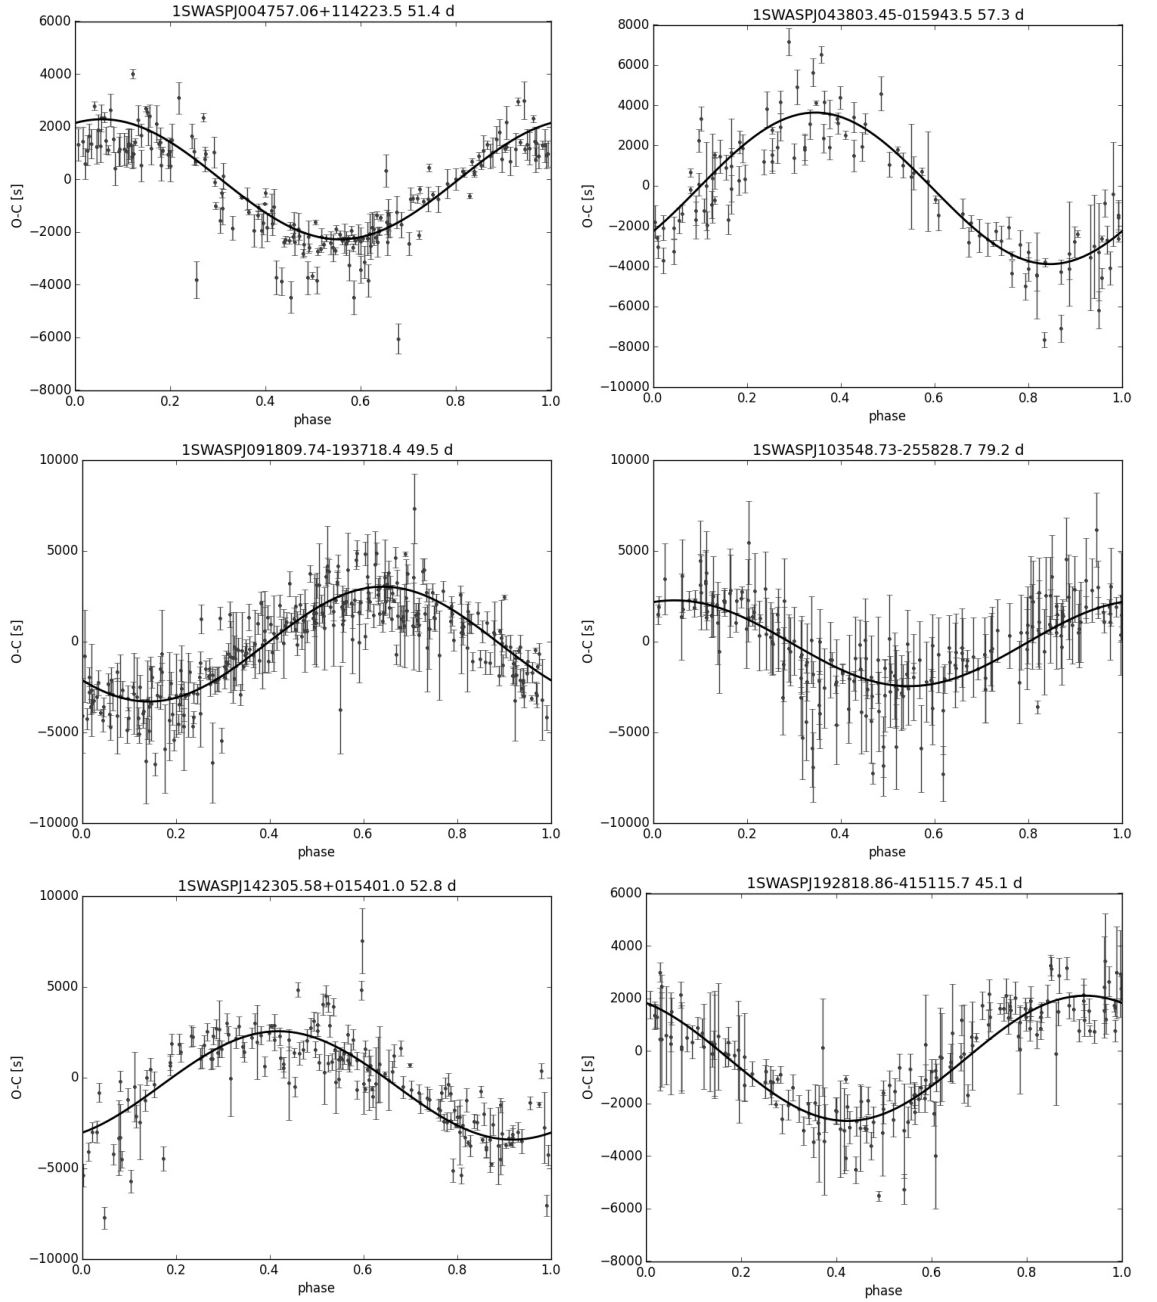 1SWASPJ004757.06+114223.5 51.4 d
6000
4000
2000
0
−2000
−4000
−6000
−8000
O-C [s]
0.0 0.2 0.4 0.6 0.8 1.0
phase
1SWASPJ043803.45-015943.5 57.3 d
8000
6000
4000
2000
0
−2000
−4000
−6000
−8000
−10000
O-C [s]
0.0 0.2 0.4 0.6 0.8 1.0
phase
1SWASPJ091809.74-193718.4 49.5 d
10000
5000
0
−5000
−10000
O-C [s]
0.0 0.2 0.4 0.6 0.8 1.0
phase
1SWASPJ103548.73-255828.7 79.2 d
10000
5000
0
−5000
−10000
O-C [s]
0.0 0.2 0.4 0.6 0.8 1.0
phase
1SWASPJ142305.58+015401.0 52.8 d
10000
5000
0
−5000
−10000
O-C [s]
0.0 0.2 0.4 0.6 0.8 1.0
phase
1SWASPJ192818.86-415115.7 45.1 d
6000
4000
2000
0
−2000
−4000
−6000
−8000
O-C [s]
0.0 0.2 0.4 0.6 0.8 1.0
phase